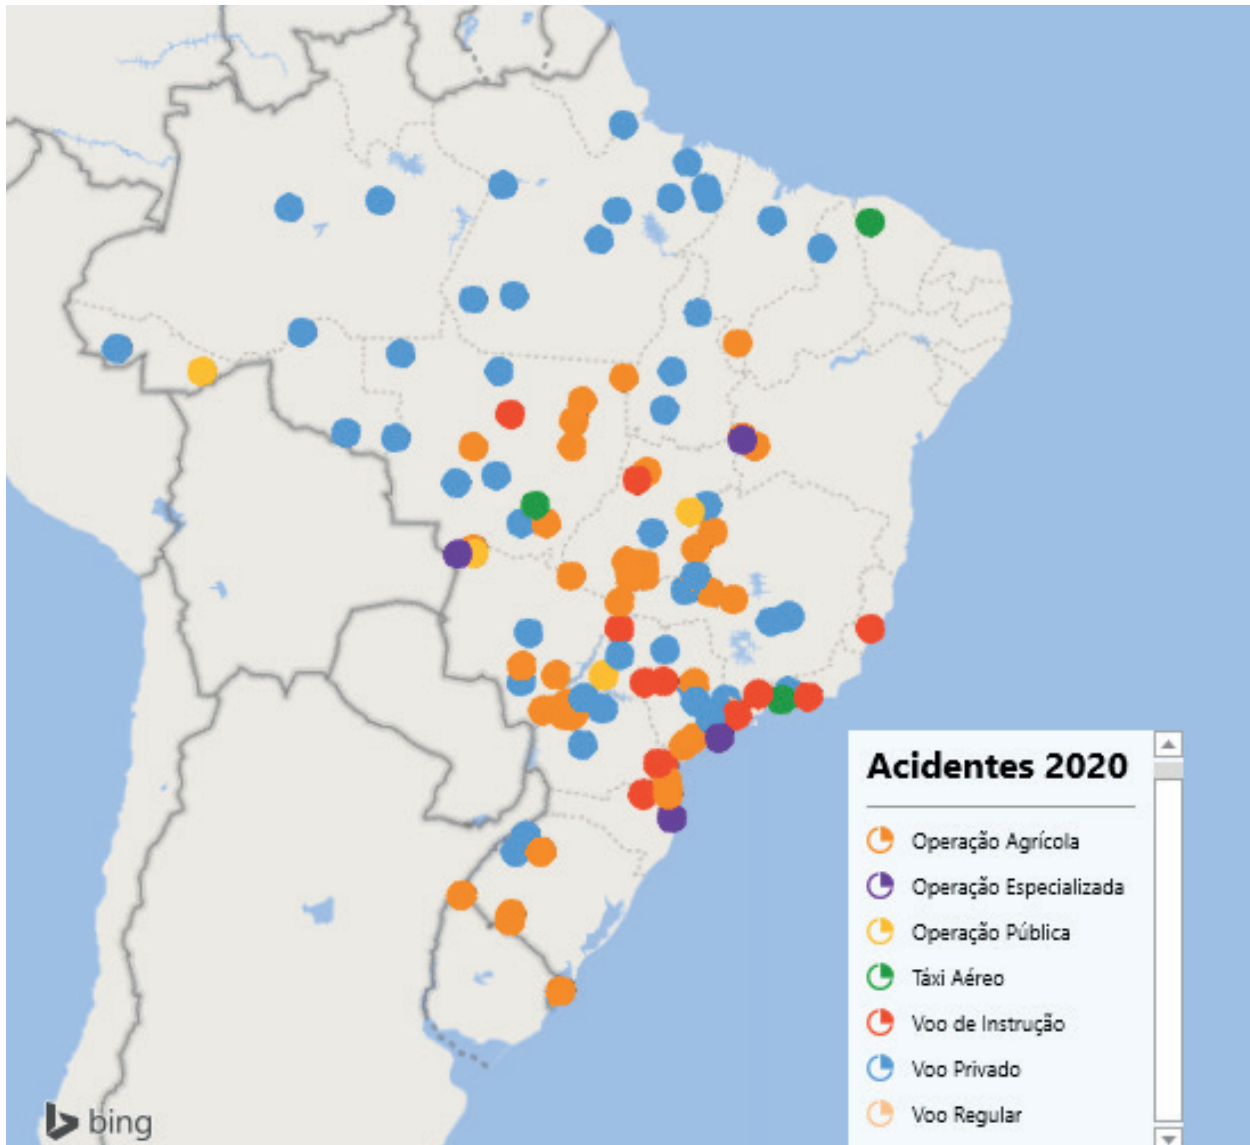 Acidentes 2020
Operação Agrícola
Operação Especializada
Operação Pública
Táxi Aéreo
Voo de Instrução
Voo Privado
Voo Regular
bing